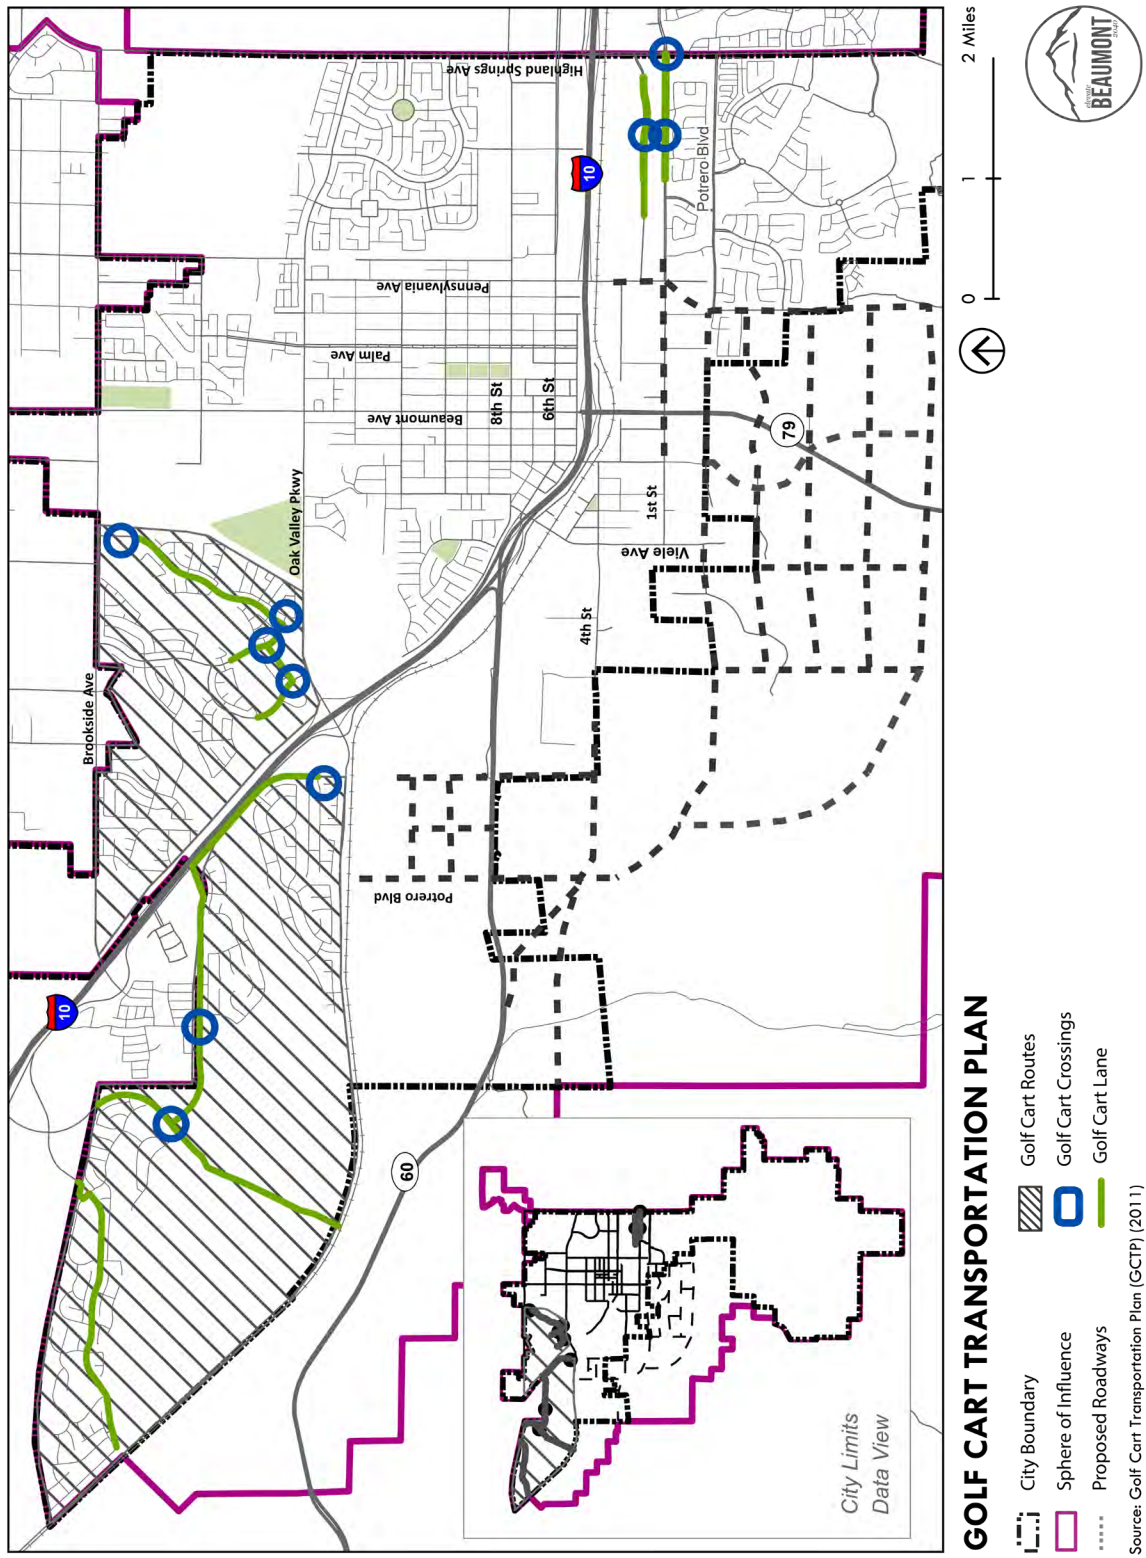 Brookside Ave
Oak Valley Pkwy
Beaumont Ave
Palm Ave
Pennsylvania Ave
Highland Springs Ave
8th St
6th St
4th St
1st St
Viele Ave
Potrero Blvd
Potrero Blvd
10
10
60
79
City Limits
Data View
GOLF CART TRANSPORTATION PLAN
City Boundary
Sphere of Influence
Proposed Roadways
Golf Cart Routes
Golf Cart Crossings
Golf Cart Lane
Source: Golf Cart Transportation Plan (GCTP) (2011)
0 1 2 Miles
elevate
BEAUMONT
2040